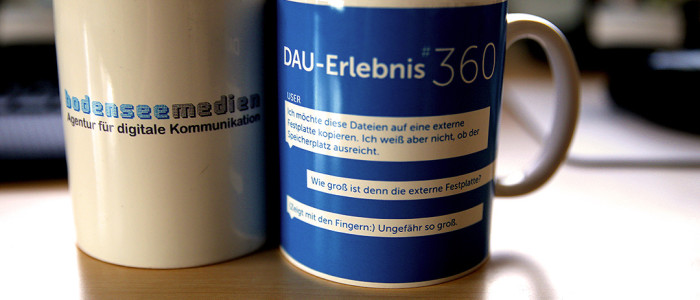 bodenseemedien
Agentur für digitale Kommunikation
DAU-Erlebnis #360
USER
Ich möchte diese Dateien auf eine externe
Festplatte kopieren. Ich weiß aber nicht, ob der
Speicherplatz ausreicht.
Wie groß ist denn die externe Festplatte?
(Zeigt mit den Fingern:) Ungefähr so groß.